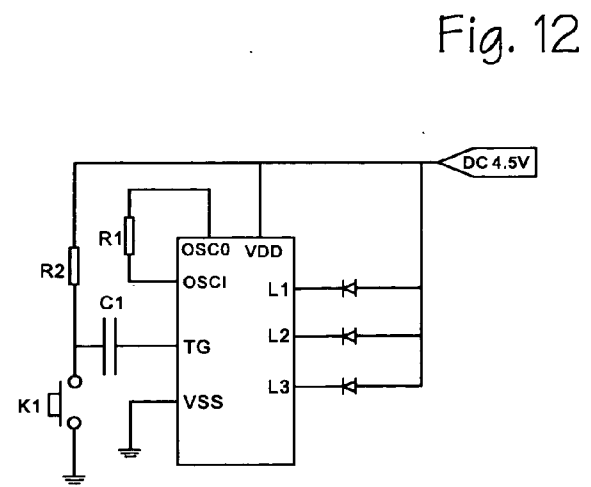 Fig. 12
DC 4.5V
R1
OSC0 VDD
R2
OSCI
C1
L1
L2
TG
L3
K1
VSS